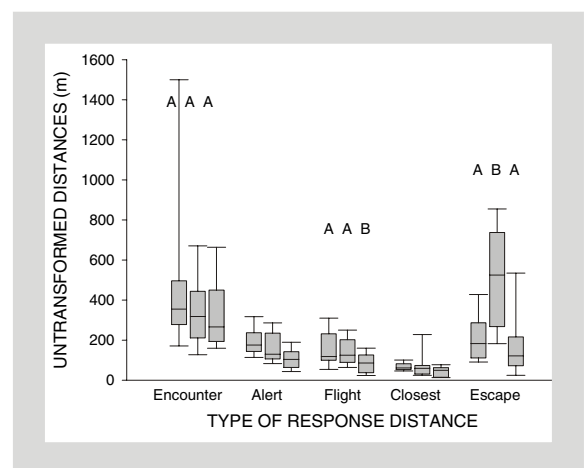 1600
1400
1200
1000
800
600
400
200
0
UNTRANSFORMED DISTANCES (m)
A A A
A A B
A B A
Encounter Alert Flight Closest Escape
TYPE OF RESPONSE DISTANCE